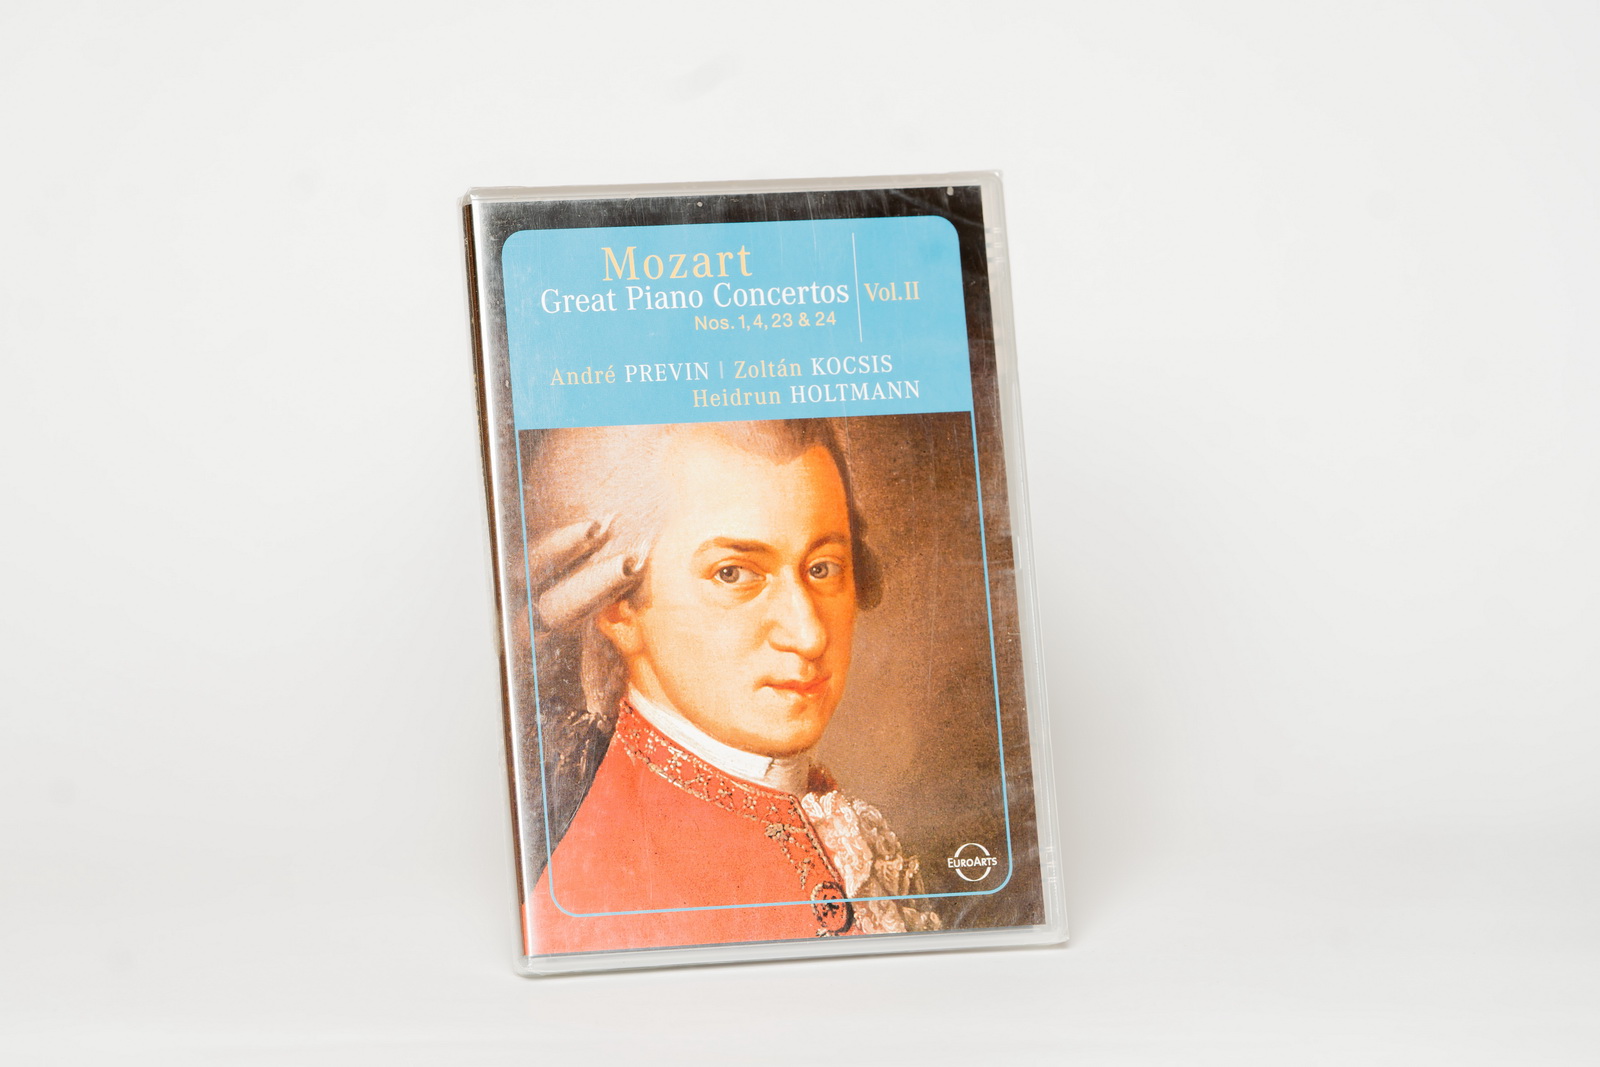 Mozart
Great Piano Concertos
Vol. II
Nos. 1, 4, 23 & 24
André PREVIN | Zoltán KOCSIS
Heidrun HOLTMANN
EUROARTS